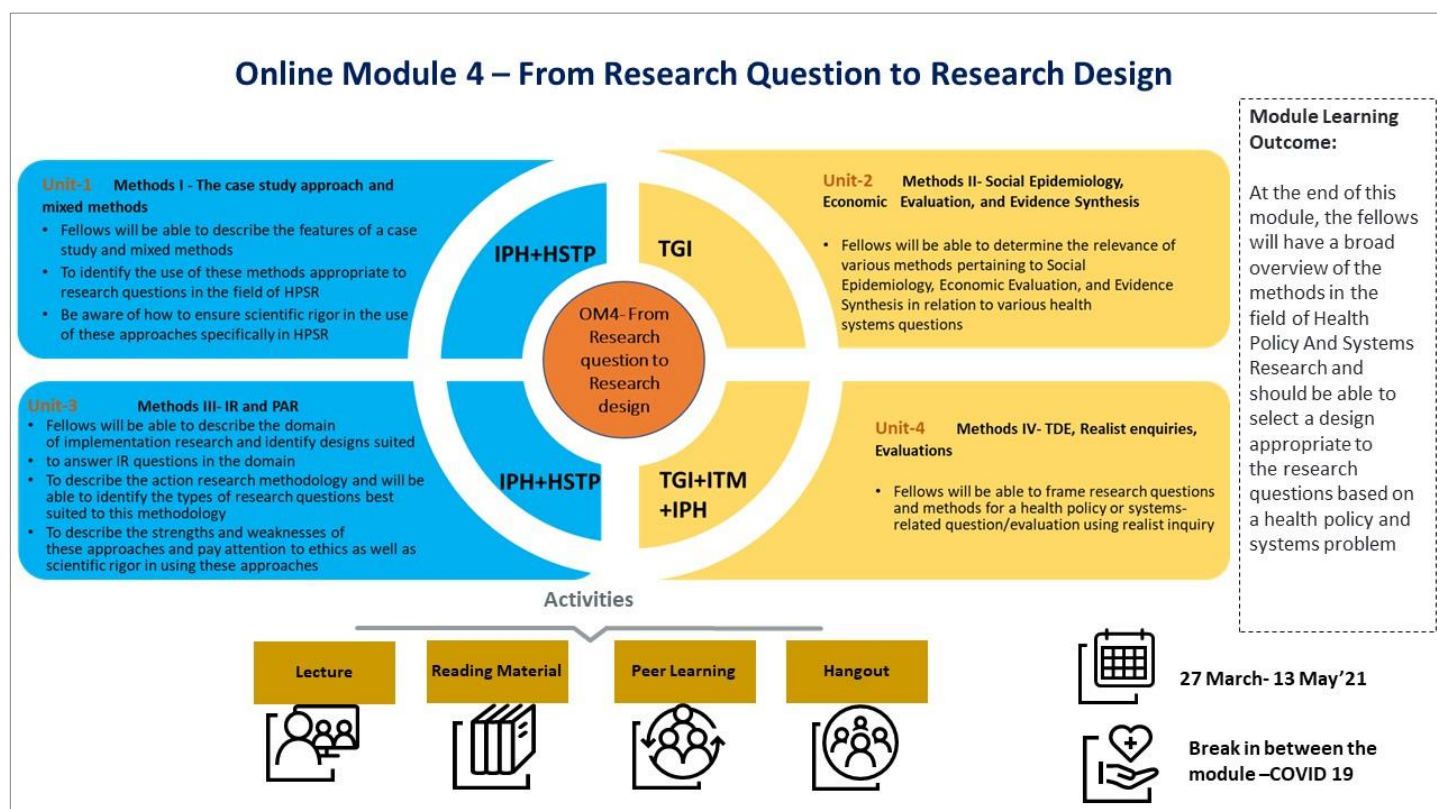 Online Module 4 – From Research Question to Research Design
Unit-1 Methods I - The case study approach and
mixed methods
• Fellows will be able to describe the features of a case
study and mixed methods
• To identify the use of these methods appropriate to
research questions in the field of HPSR
• Be aware of how to ensure scientific rigor in the use
of these approaches specifically in HPSR
IPH+HSTP
TGI
Unit-2 Methods II- Social Epidemiology,
Economic Evaluation, and Evidence Synthesis
• Fellows will be able to determine the relevance of
various methods pertaining to Social
Epidemiology, Economic Evaluation, and Evidence
Synthesis in relation to various health
systems questions
OM4- From
Research
question to
Research
design
Unit-3 Methods III- IR and PAR
• Fellows will be able to describe the domain
of implementation research and identify designs suited
• to answer IR questions in the domain
• To describe the action research methodology and will be
able to identify the types of research questions best
suited to this methodology
• To describe the strengths and weaknesses of
these approaches and pay attention to ethics as well as
scientific rigor in using these approaches
IPH+HSTP
TGI+ITM
+IPH
Unit-4 Methods IV- TDE, Realist enquiries,
Evaluations
• Fellows will be able to frame research questions
and methods for a health policy or systems-
related question/evaluation using realist inquiry
Module Learning
Outcome:
At the end of this
module, the fellows
will have a broad
overview of the
methods in the
field of Health
Policy And Systems
Research and
should be able to
select a design
appropriate to
the research
questions based on
a health policy and
systems problem
Activities
Lecture
Reading Material
Peer Learning
Hangout
27 March- 13 May’21
Break in between the
module –COVID 19